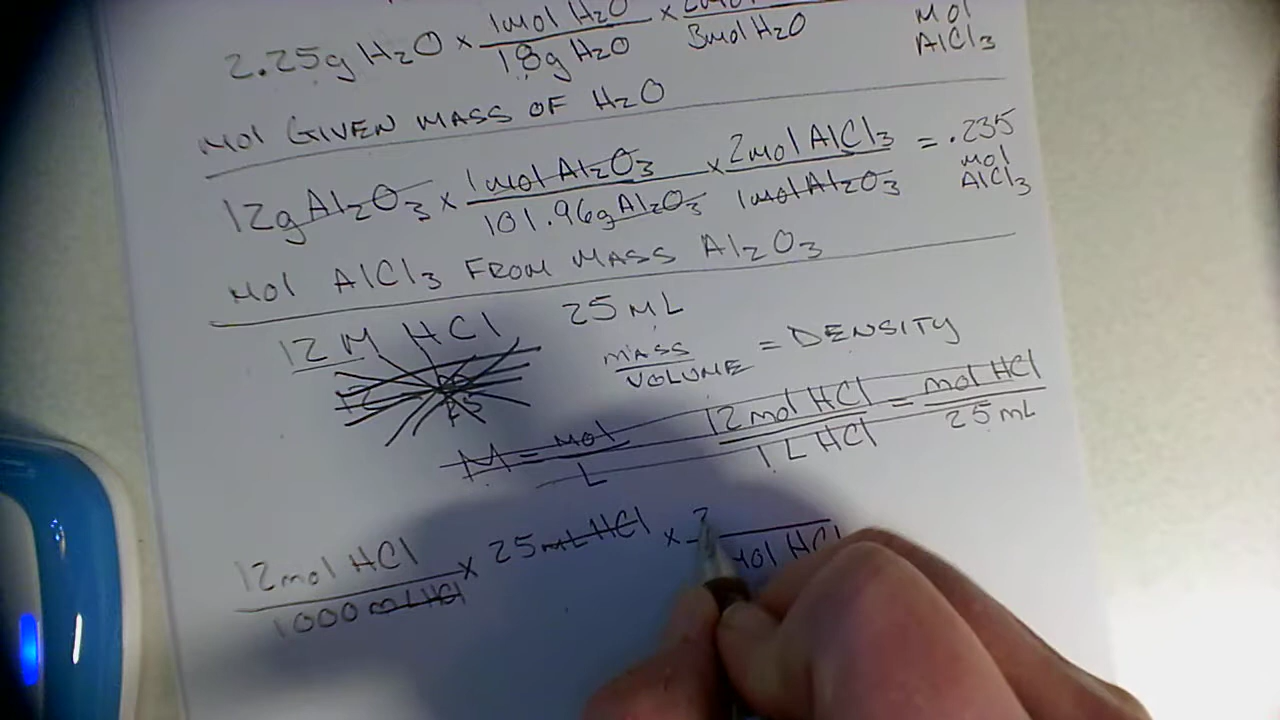 2.25g H2O × 1mol H2O / 18g H2O × 2mol / 3mol H2O mol AlCl3
mol GIVEN MASS OF H2O
12g Al2O3 × 1mol Al2O3 / 101.96g Al2O3 × 2mol AlCl3 / 1mol Al2O3 = .235 mol AlCl3
mol AlCl3 FROM MASS Al2O3
12 M HCl 25 mL
MASS / VOLUME = DENSITY
M = mol / L 12 mol HCl / 1 L HCl = mol HCl / 25 mL
12mol HCl / 1000 mL HCl × 25 mL HCl × / mol HCl